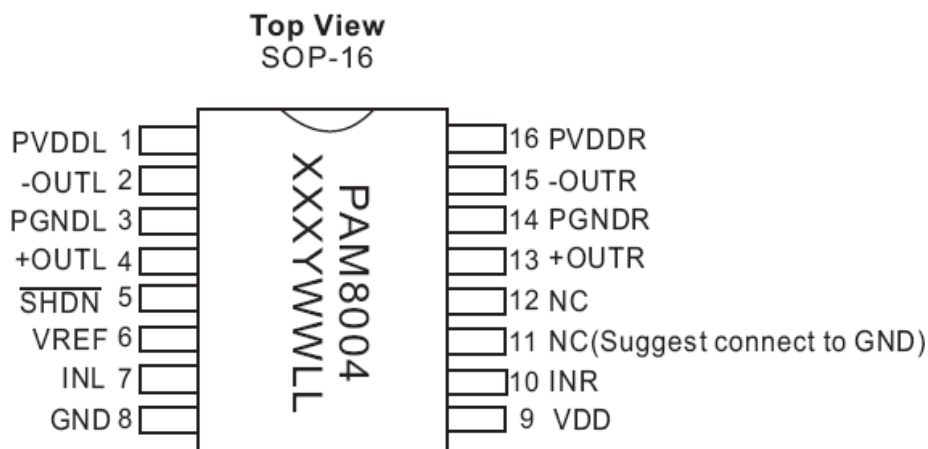 Top View
SOP-16
PVDDL 1
-OUTL 2
PGNDL 3
+OUTL 4
SHDN 5
VREF 6
INL 7
GND 8
PAM8004
XXXYWWLL
16 PVDDR
15 -OUTR
14 PGNDR
13 +OUTR
12 NC
11 NC(Suggest connect to GND)
10 INR
9 VDD